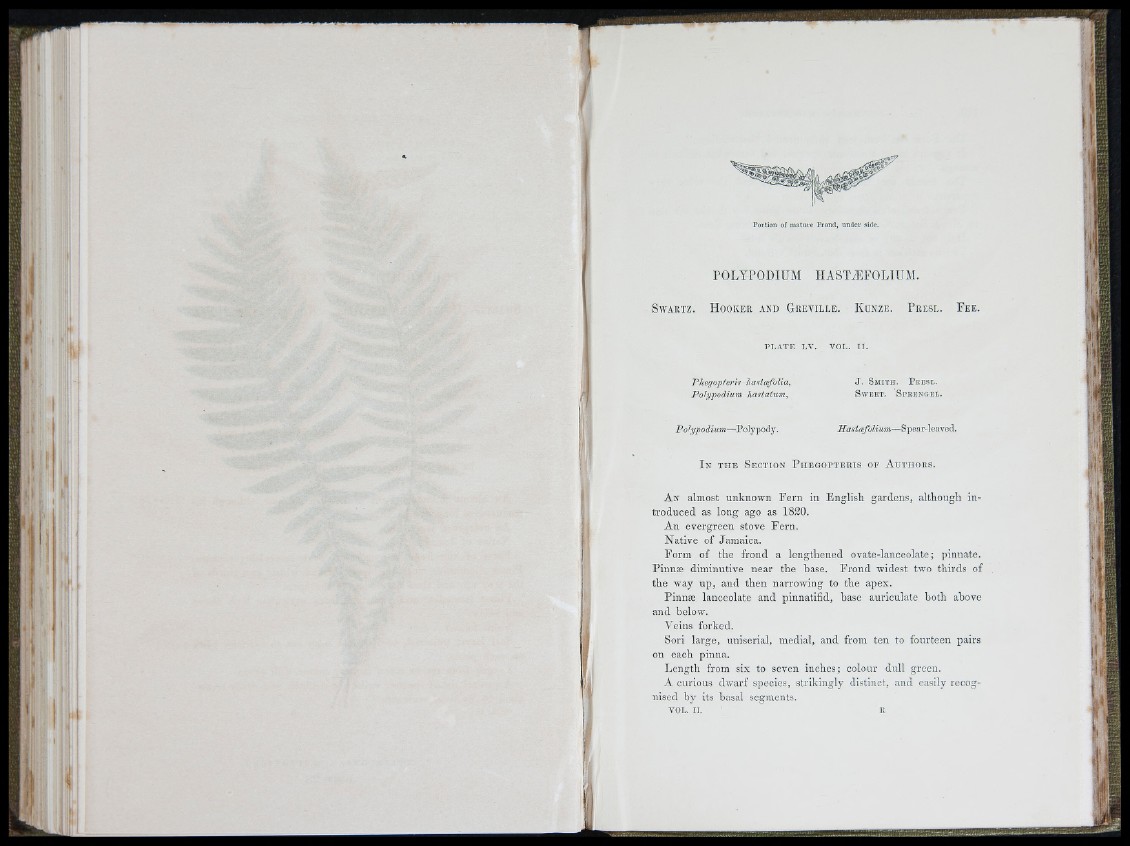 Portion of mature Frond, under side.
POLYPODIUM HASTÆFOLIUM.
SWARTZ. HOOKER AND GREVILLE. KUNZE. PRESL. FEE.
PLATE LV. VOL. II.
Phegopteris hastæfolia, J. SMITH. PRESL.
Polypodium hastatum, SWEET. SPRENGEL.
Polypodium—Polypody. Hastæfolium—Spear-leaved.
IN THE SECTION PHEGOPTERIS OF AUTHORS.
AN almost unknown Fern in English gardens, although in-
troduced as long ago as 1820.
An evergreen stove Fern.
Native of Jamaica.
Form of the frond a lengthened ovate-lanceolate; pinnate.
Pinnæ diminutive near the base. Frond widest two thirds of
the way up, and then narrowing to the apex.
Pinnæ lanceolate and pinnatifid, base auriculate both above
and below.
Veins forked.
Sori large, uniserial, medial, and from ten to fourteen pairs
on each pinna.
Length from six to seven inches; colour dull green.
A curious dwarf species, strikingly distinct, and easily recog-
nised by its basal segments.
VOL. II. R